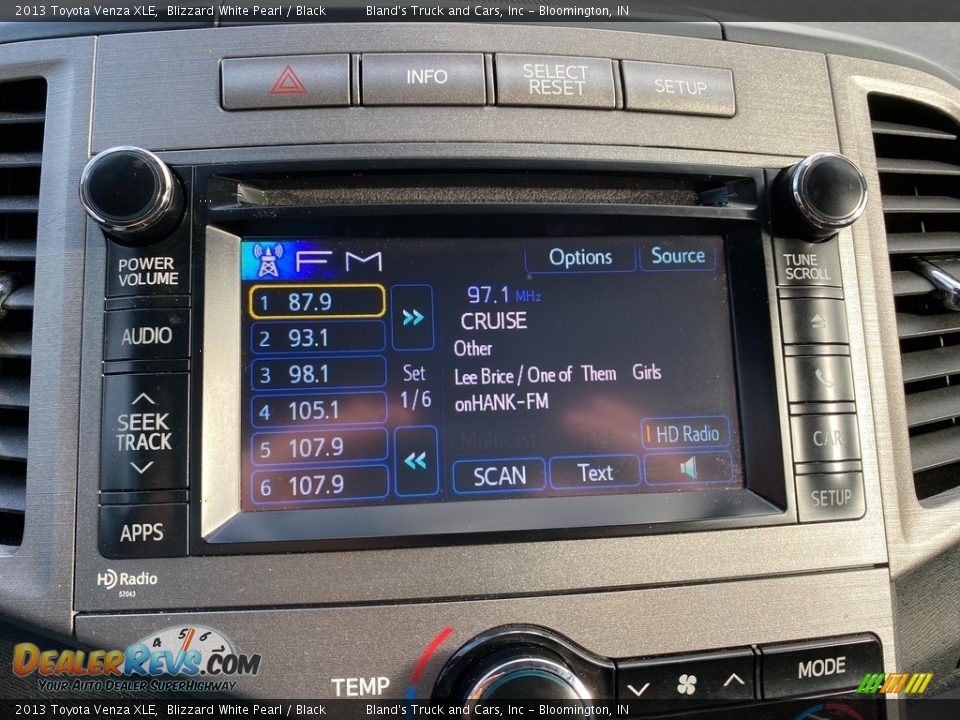 2013 Toyota Venza XLE, Blizzard White Pearl / Black Bland's Truck and Cars, Inc - Bloomington, IN
INFO
SELECT RESET
SETUP
POWER VOLUME
AUDIO
SEEK TRACK
APPS
HD Radio
57043
FM
1 87.9
2 93.1
3 98.1
4 105.1
5 107.9
6 107.9
Set
1/6
Options
Source
97.1 MHz
CRUISE
Other
Lee Brice / One of Them Girls
onHANK-FM
Multicast
Tag
HD Radio
SCAN
Text
TUNE SCROLL
CAR
SETUP
TEMP
MODE
4 5 6
DEALERREVS.COM
YOUR AUTO DEALER SUPERHIGHWAY
2013 Toyota Venza XLE, Blizzard White Pearl / Black Bland's Truck and Cars, Inc - Bloomington, IN